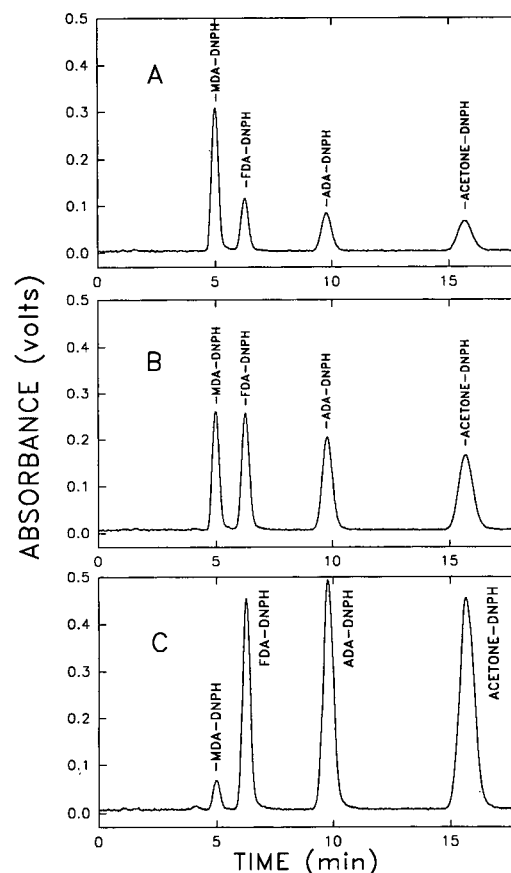 ABSORBANCE (volts)
A
0.5
0.4
0.3
0.2
0.1
0.0
–MDA–DNPH
–FDA–DNPH
–ADA–DNPH
–ACETONE–DNPH
0
5
10
15
B
0.5
0.4
0.3
0.2
0.1
0.0
–MDA–DNPH
–FDA–DNPH
–ADA–DNPH
–ACETONE–DNPH
0
5
10
15
C
0.5
0.4
0.3
0.2
0.1
0.0
–MDA–DNPH
FDA–DNPH
ADA–DNPH
ACETONE–DNPH
0
5
10
15
TIME (min)